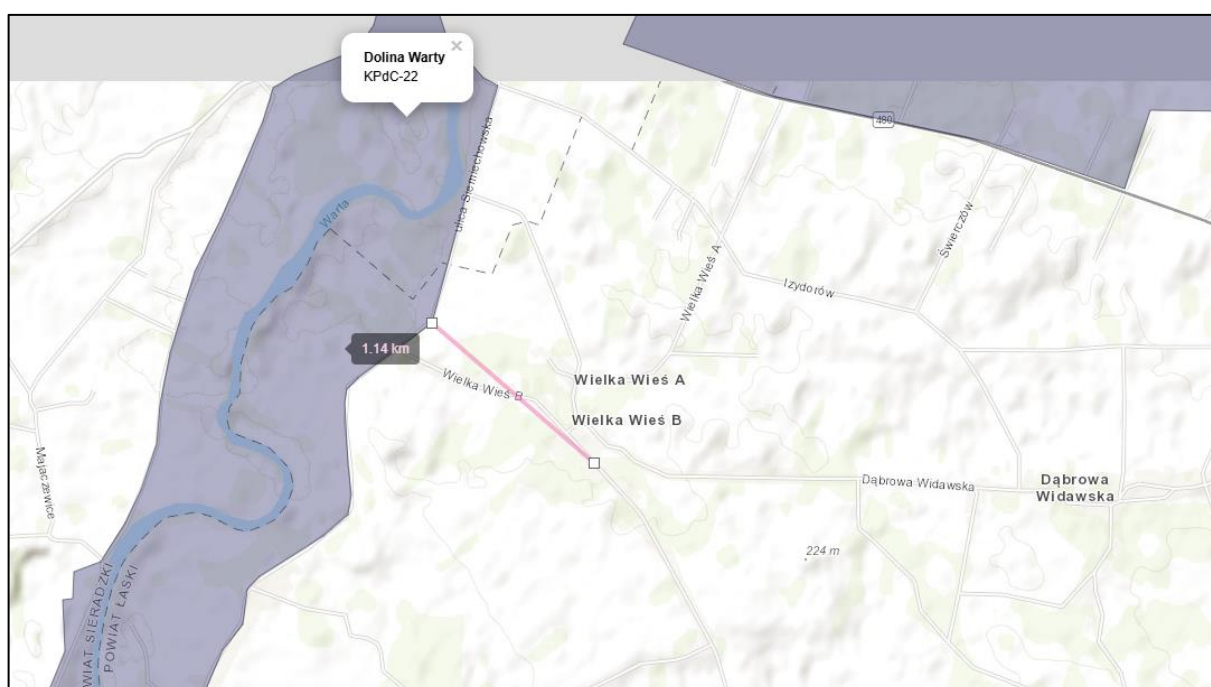 Dolina Warty
×
KPdC-22
480
ulica Siemiechowska
Warta
Świerczów
Wielka Wieś A
Izydorów
1.14 km
Wielka Wieś B
Wielka Wieś A
Wielka Wieś B
Majaczewice
Dąbrowa Widawska
Dąbrowa
Widawska
224 m
WIAT SIERADZKI
POWIAT ŁASKI